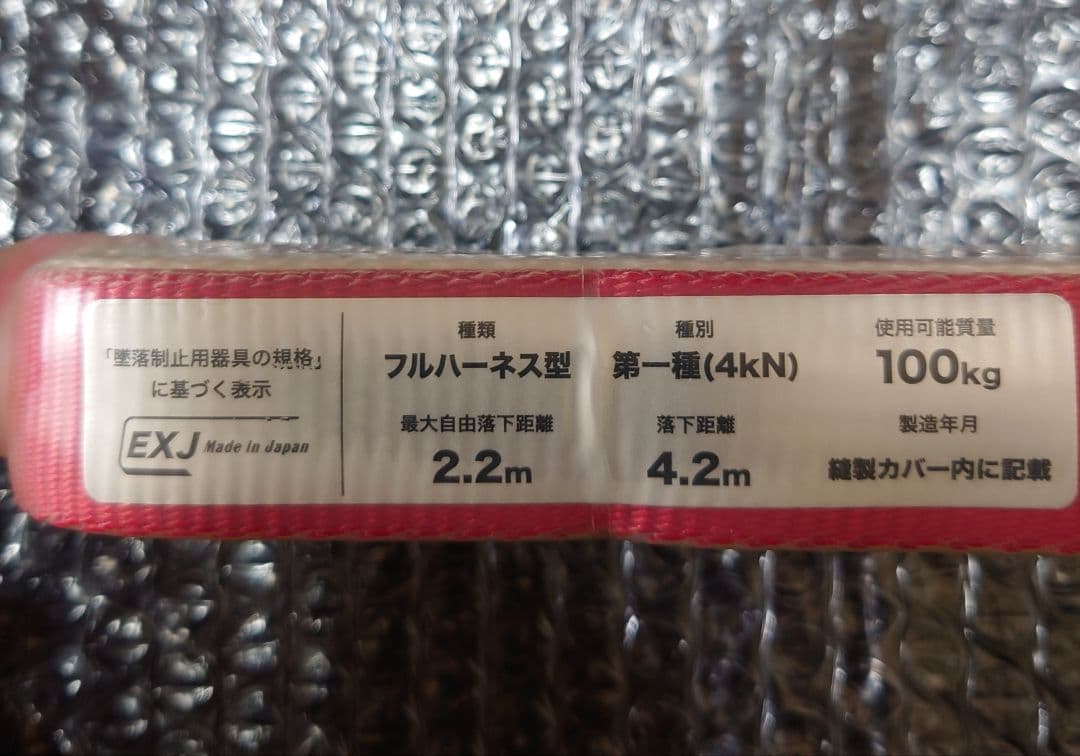 「墜落制止用器具の規格」
に基づく表示
EXJ Made in Japan
種類
フルハーネス型
最大自由落下距離
2.2m
種別
第一種(4kN)
落下距離
4.2m
使用可能質量
100kg
製造年月
縫製カバー内に記載